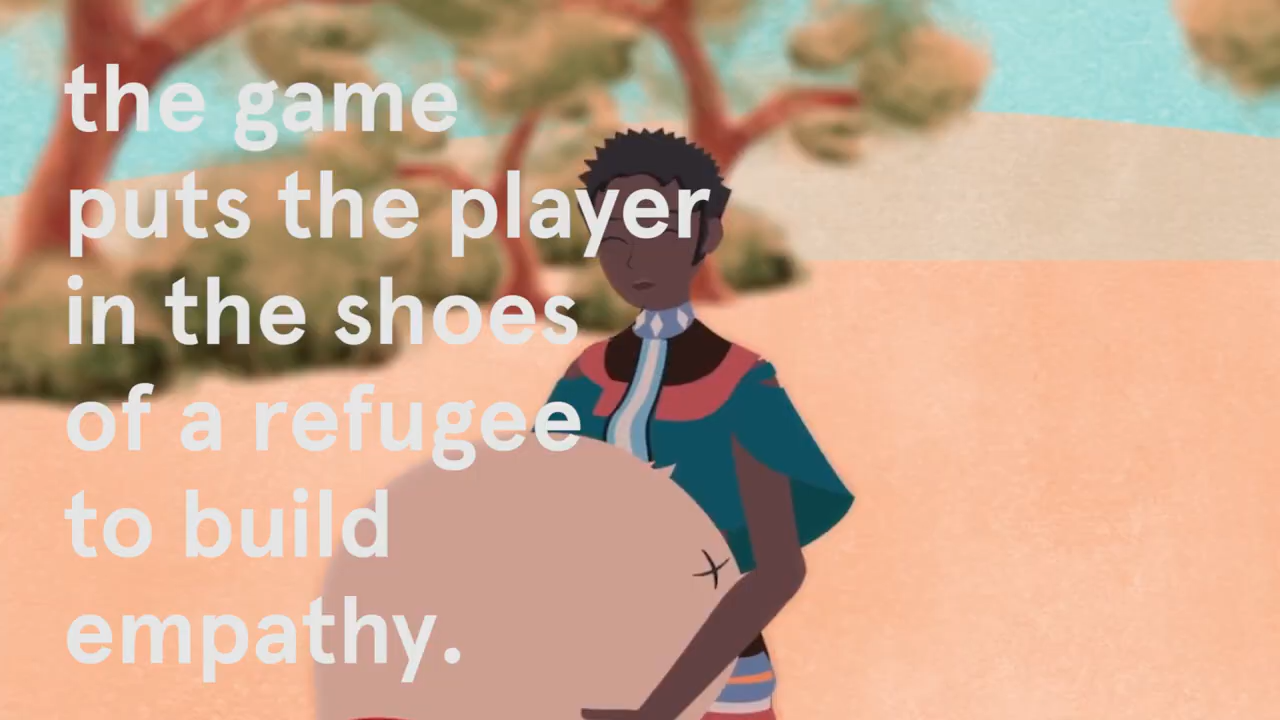 the game
puts the player
in the shoes
of a refugee
to build
empathy.